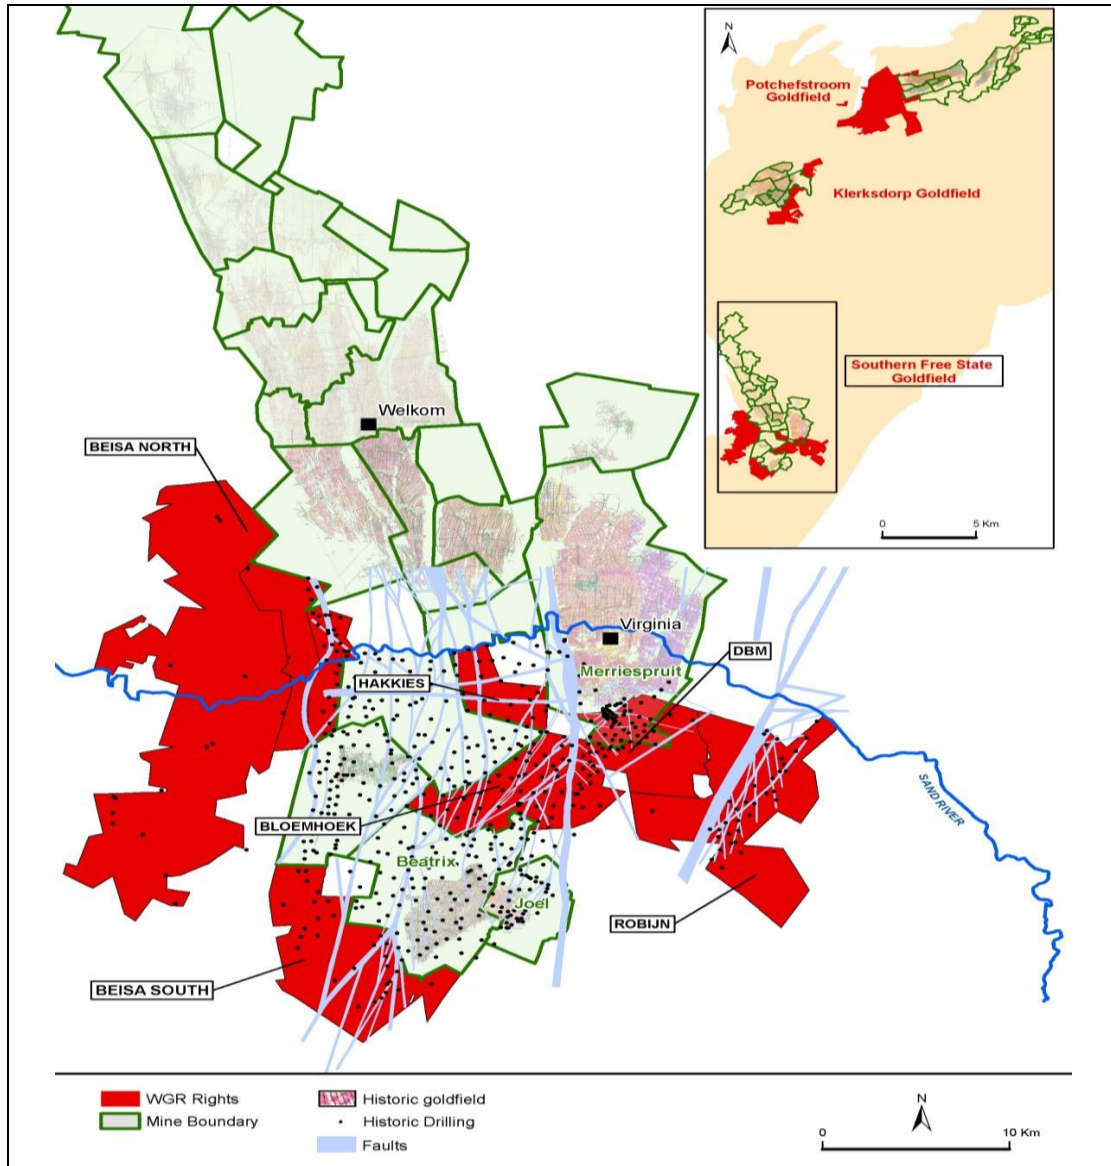 N
Potchefstroom
Goldfield
Klerksdorp Goldfield
Southern Free State
Goldfield
0 5 Km
Welkom
BEISA NORTH
Virginia
DBM
Merriespruit
HAKKIES
SAND RIVER
BLOEMHOEK
Beatrix
Joel
ROBIJN
BEISA SOUTH
WGR Rights
Mine Boundary
Historic goldfield
Historic Drilling
Faults
N
0 10 Km